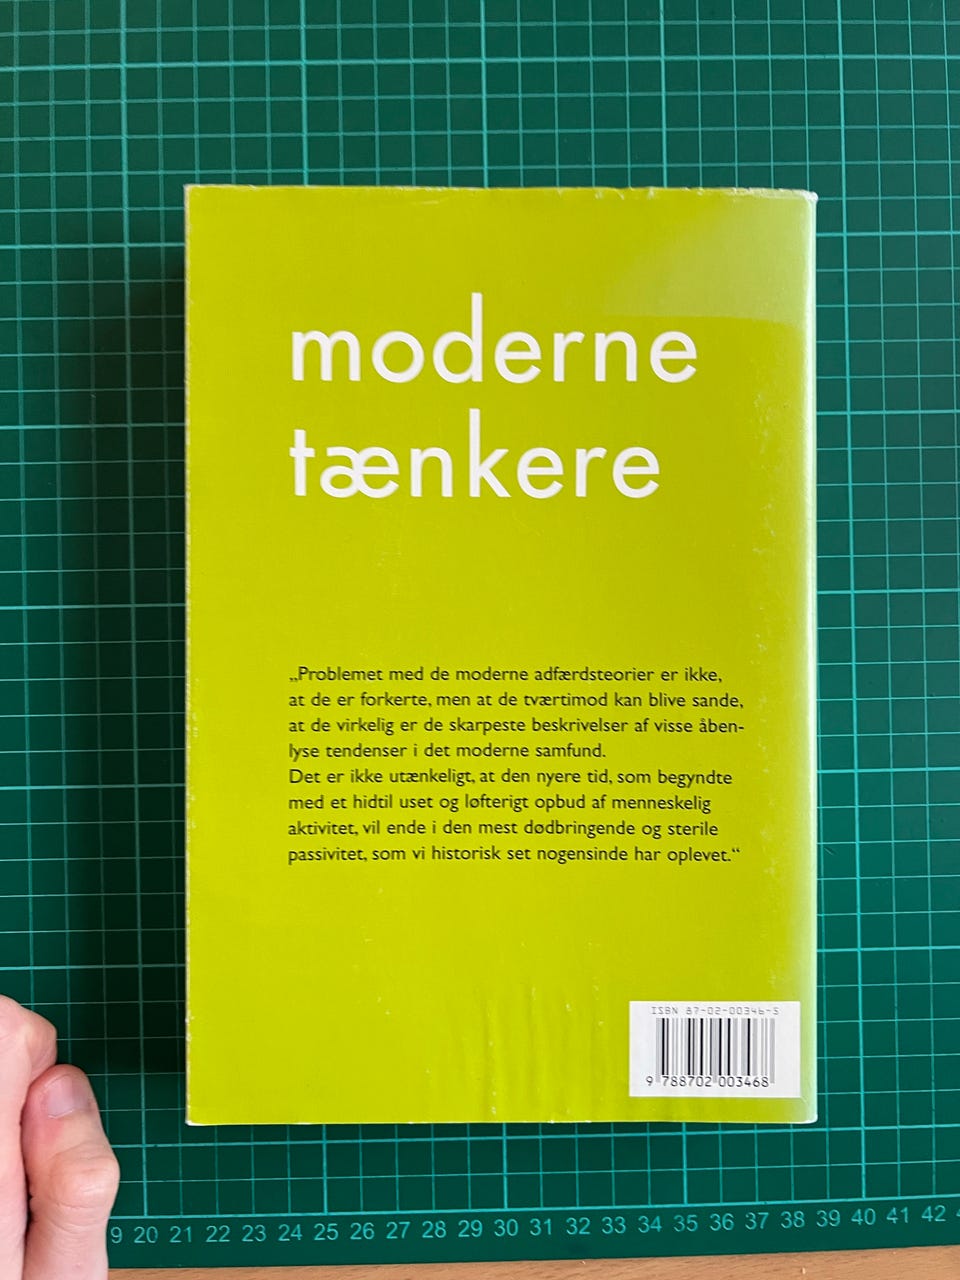 moderne
tænkere
„Problemet med de moderne adfærdsteorier er ikke,
at de er forkerte, men at de tværtimod kan blive sande,
at de virkelig er de skarpeste beskrivelser af visse åben-
lyse tendenser i det moderne samfund.
Det er ikke utænkeligt, at den nyere tid, som begyndte
med et hidtil uset og løfterigt opbud af menneskelig
aktivitet, vil ende i den mest dødbringende og sterile
passivitet, som vi historisk set nogensinde har oplevet.“
ISBN 87-02-00346-5
9 788702 003468
9 20 21 22 23 24 25 26 27 28 29 30 31 32 33 34 35 36 37 38 39 40 41 42